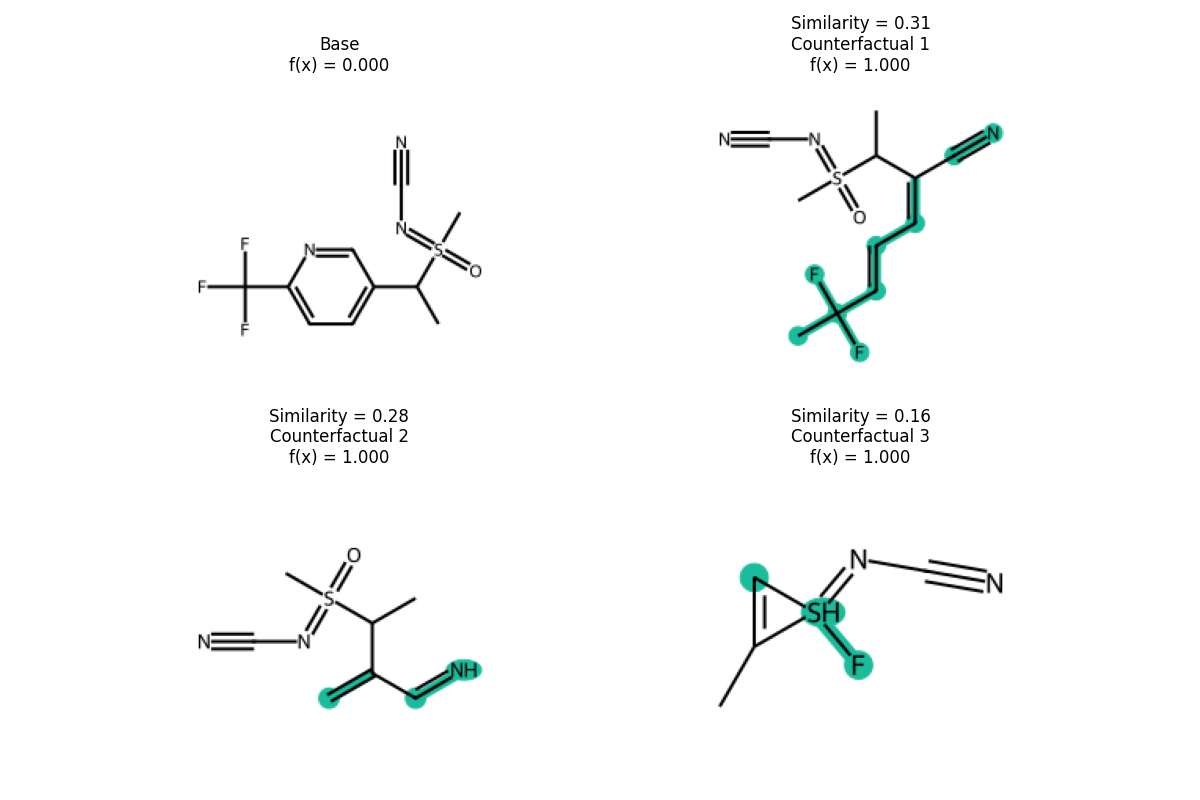 Base
f(x) = 0.000
N
N
S
O
N
F
F
F
Similarity = 0.31
Counterfactual 1
f(x) = 1.000
N
N
S
O
N
F
F
Similarity = 0.28
Counterfactual 2
f(x) = 1.000
O
S
N
N
NH
Similarity = 0.16
Counterfactual 3
f(x) = 1.000
N
N
SH
F